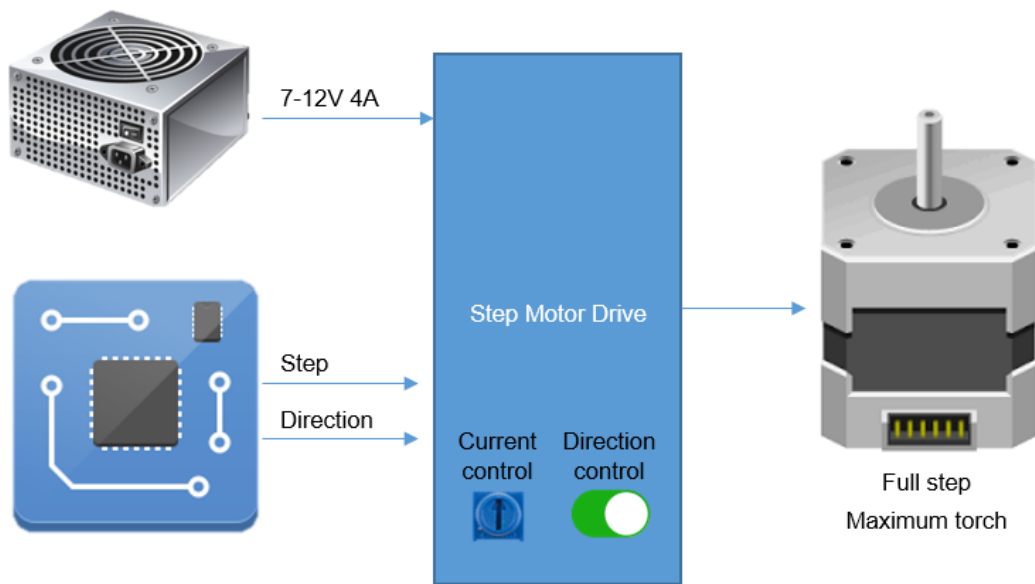 7-12V 4A
Step Motor Drive
Step
Direction
Current
control
Direction
control
Full step
Maximum torch